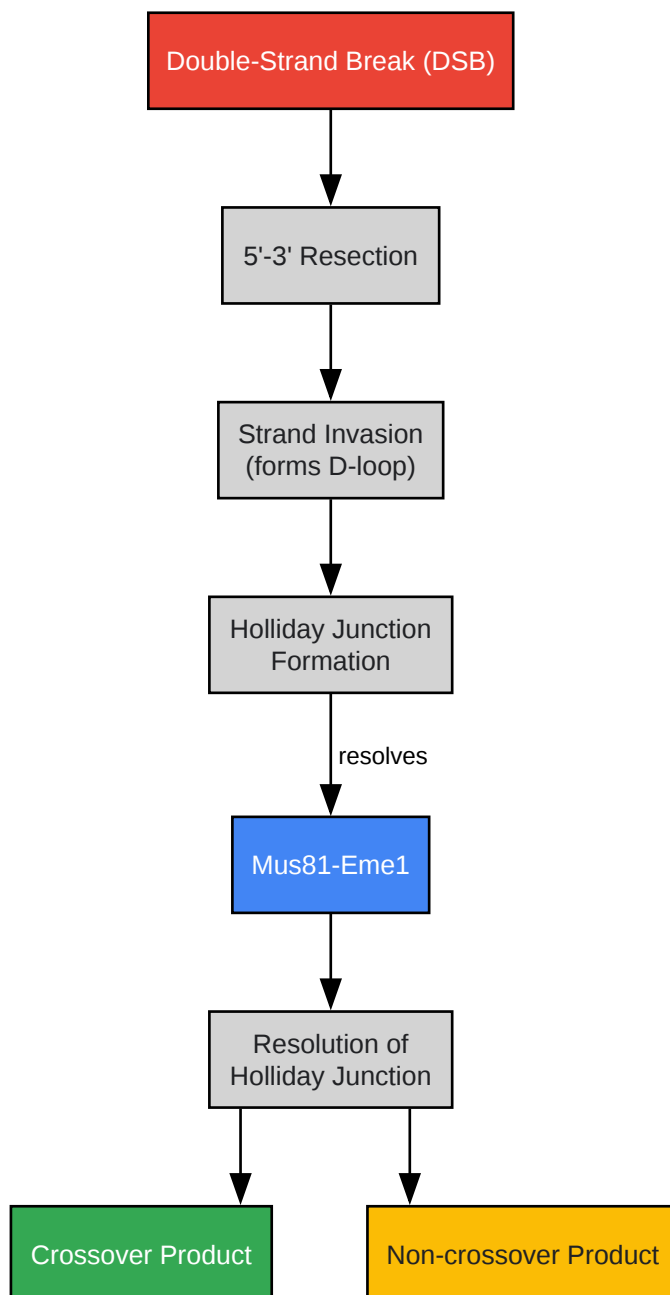 Double-Strand Break (DSB)
5'-3' Resection
Strand Invasion
(forms D-loop)
Holliday Junction
Formation
resolves
Mus81-Eme1
Resolution of
Holliday Junction
Crossover Product
Non-crossover Product